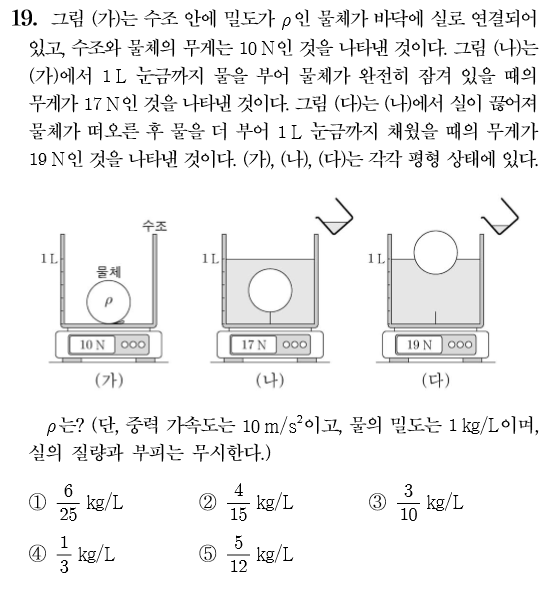 19. 그림 (가)는 수조 안에 밀도가 ρ인 물체가 바닥에 실로 연결되어
있고, 수조와 물체의 무게는 10 N인 것을 나타낸 것이다. 그림 (나)는
(가)에서 1 L 눈금까지 물을 부어 물체가 완전히 잠겨 있을 때의
무게가 17 N인 것을 나타낸 것이다. 그림 (다)는 (나)에서 실이 끊어져
물체가 떠오른 후 물을 더 부어 1 L 눈금까지 채웠을 때의 무게가
19 N인 것을 나타낸 것이다. (가), (나), (다)는 각각 평형 상태에 있다.
수조
1 L 1 L 1 L
물체
ρ
10 N 17 N 19 N
(가) (나) (다)
ρ는? (단, 중력 가속도는 10 m/s²이고, 물의 밀도는 1 kg/L이며,
실의 질량과 부피는 무시한다.)
① 6/25 kg/L ② 4/15 kg/L ③ 3/10 kg/L
④ 1/3 kg/L ⑤ 5/12 kg/L